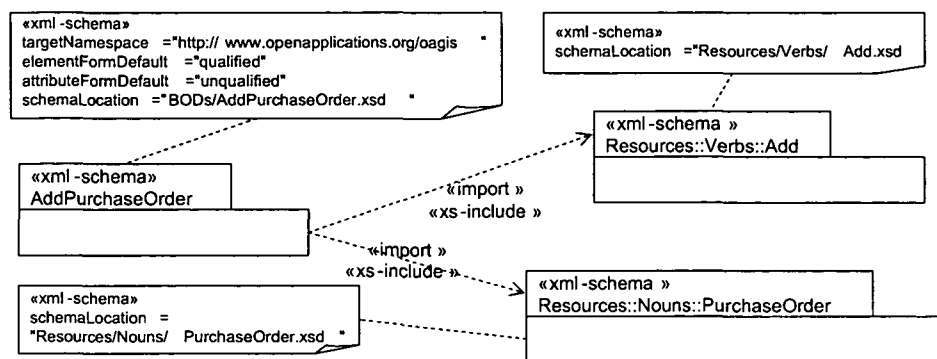 «xml-schema»
targetNamespace ="http:// www.openapplications.org/oagis "
elementFormDefault ="qualified"
attributeFormDefault ="unqualified"
schemaLocation ="BODs/AddPurchaseOrder.xsd "
«xml-schema»
schemaLocation ="Resources/Verbs/ Add.xsd
«xml-schema »
Resources::Verbs::Add
«xml-schema»
AddPurchaseOrder
«import »
«xs-include »
«import »
«xs-include »
«xml-schema »
Resources::Nouns::PurchaseOrder
«xml-schema»
schemaLocation =
"Resources/Nouns/ PurchaseOrder.xsd "